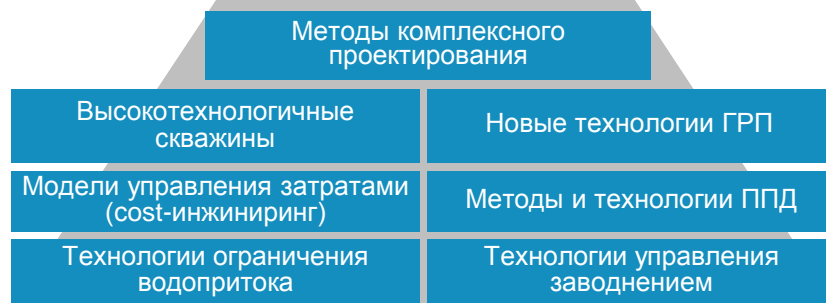 Методы комплексного
проектирования
Высокотехнологичные
скважины
Новые технологии ГРП
Модели управления затратами
(cost-инжиниринг)
Методы и технологии ППД
Технологии ограничения
водопритока
Технологии управления
заводнением